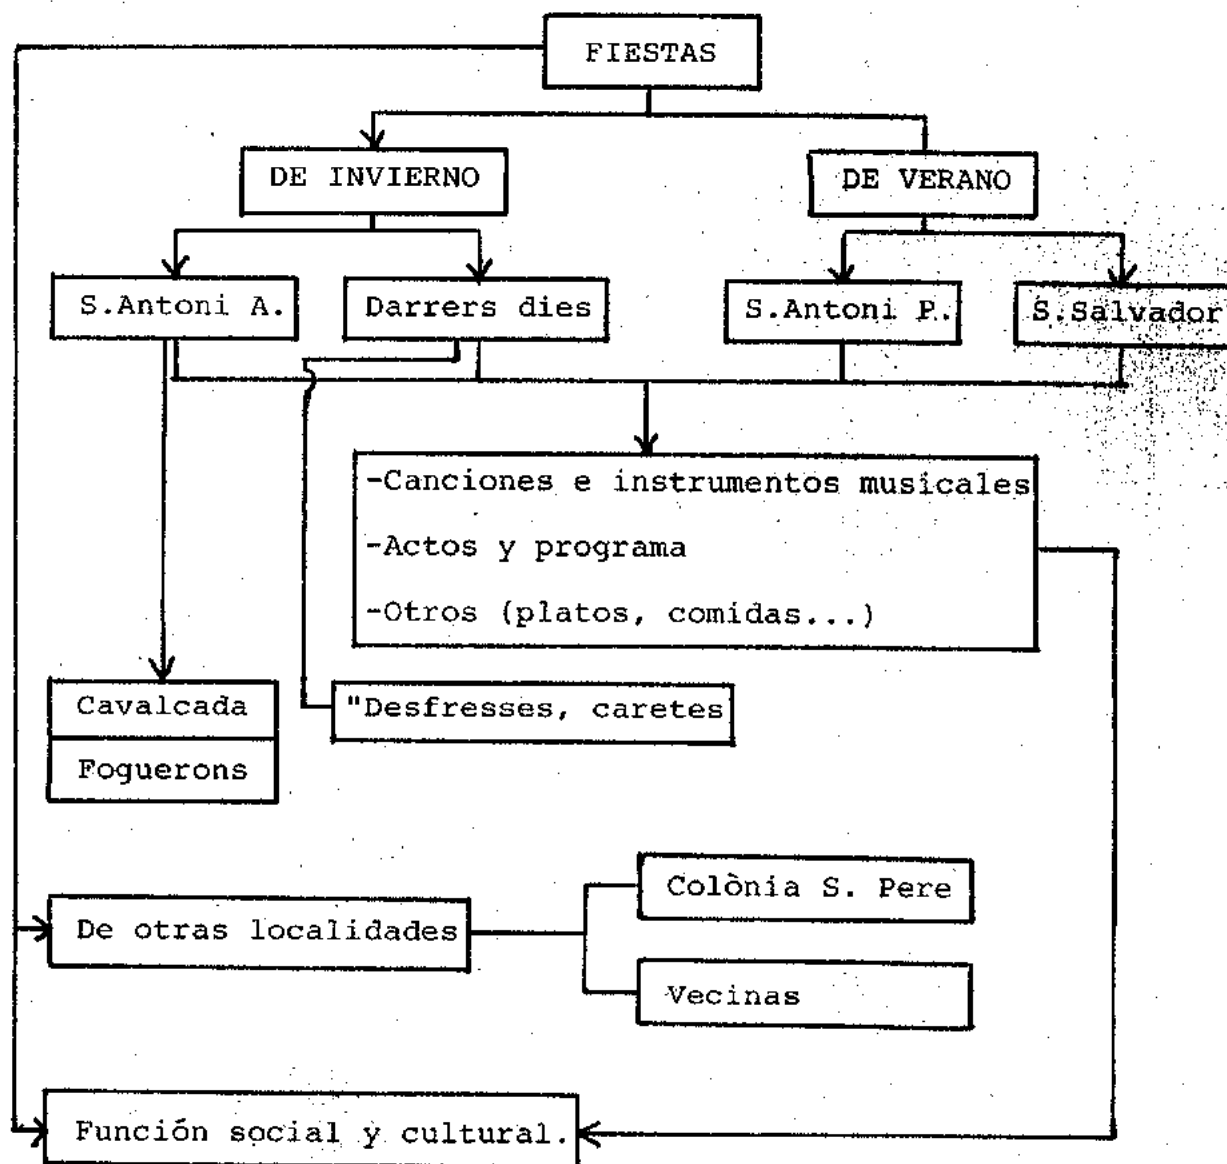 FIESTAS
DE INVIERNO
DE VERANO
S.Antoni A.
Darrers dies
S.Antoni P.
S.Salvador
-Canciones e instrumentos musicales
-Actos y programa
-Otros (platos, comidas...)
Cavalcada
"Desfresses, caretes
Foguerons
Colònia S. Pere
De otras localidades
Vecinas
Función social y cultural.